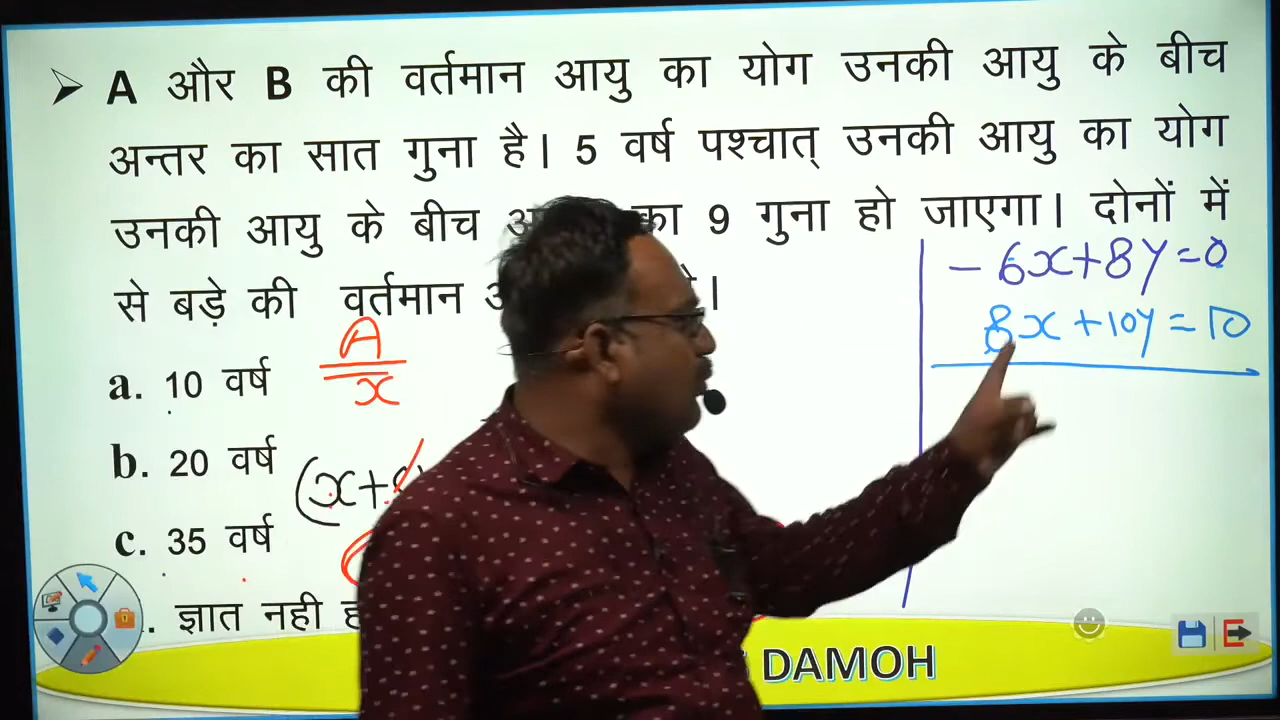 A और B की वर्तमान आयु का योग उनकी आयु के बीच
अन्तर का सात गुना है। 5 वर्ष पश्चात् उनकी आयु का योग
उनकी आयु के बीच का 9 गुना हो जाएगा। दोनों में
से बड़े की वर्तमान
- 6x+8y=0
8x+10y=10
a. 10 वर्ष
A
x
b. 20 वर्ष
(x+
c. 35 वर्ष
ज्ञात नही
DAMOH